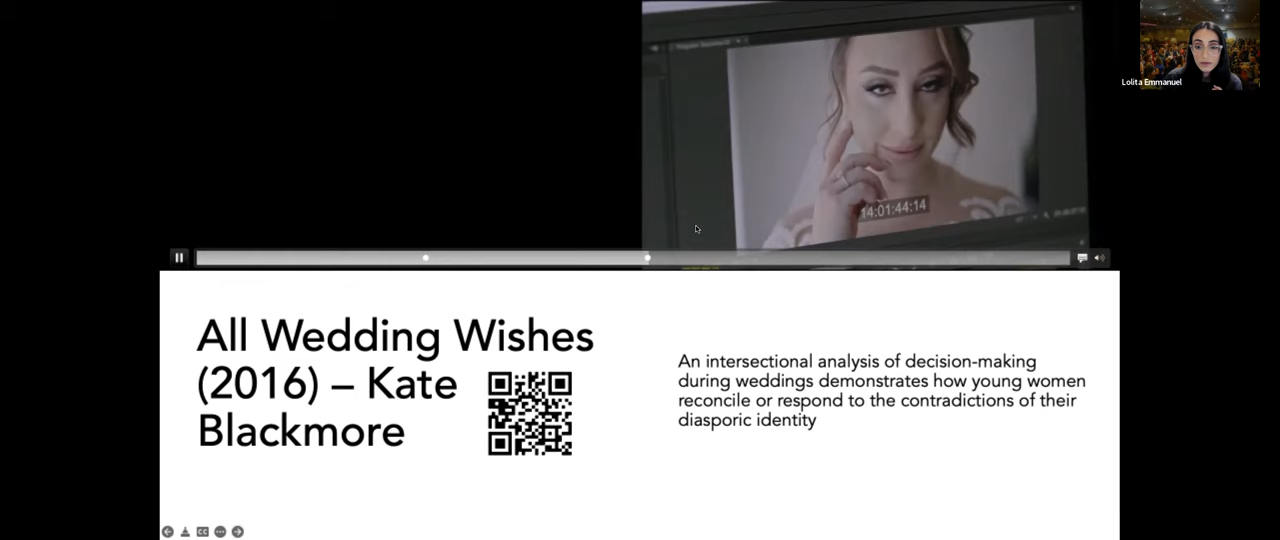 Lolita Emmanuel
14:01:44:14
All Wedding Wishes
(2016) – Kate
Blackmore
An intersectional analysis of decision-making
during weddings demonstrates how young women
reconcile or respond to the contradictions of their
diasporic identity
CC